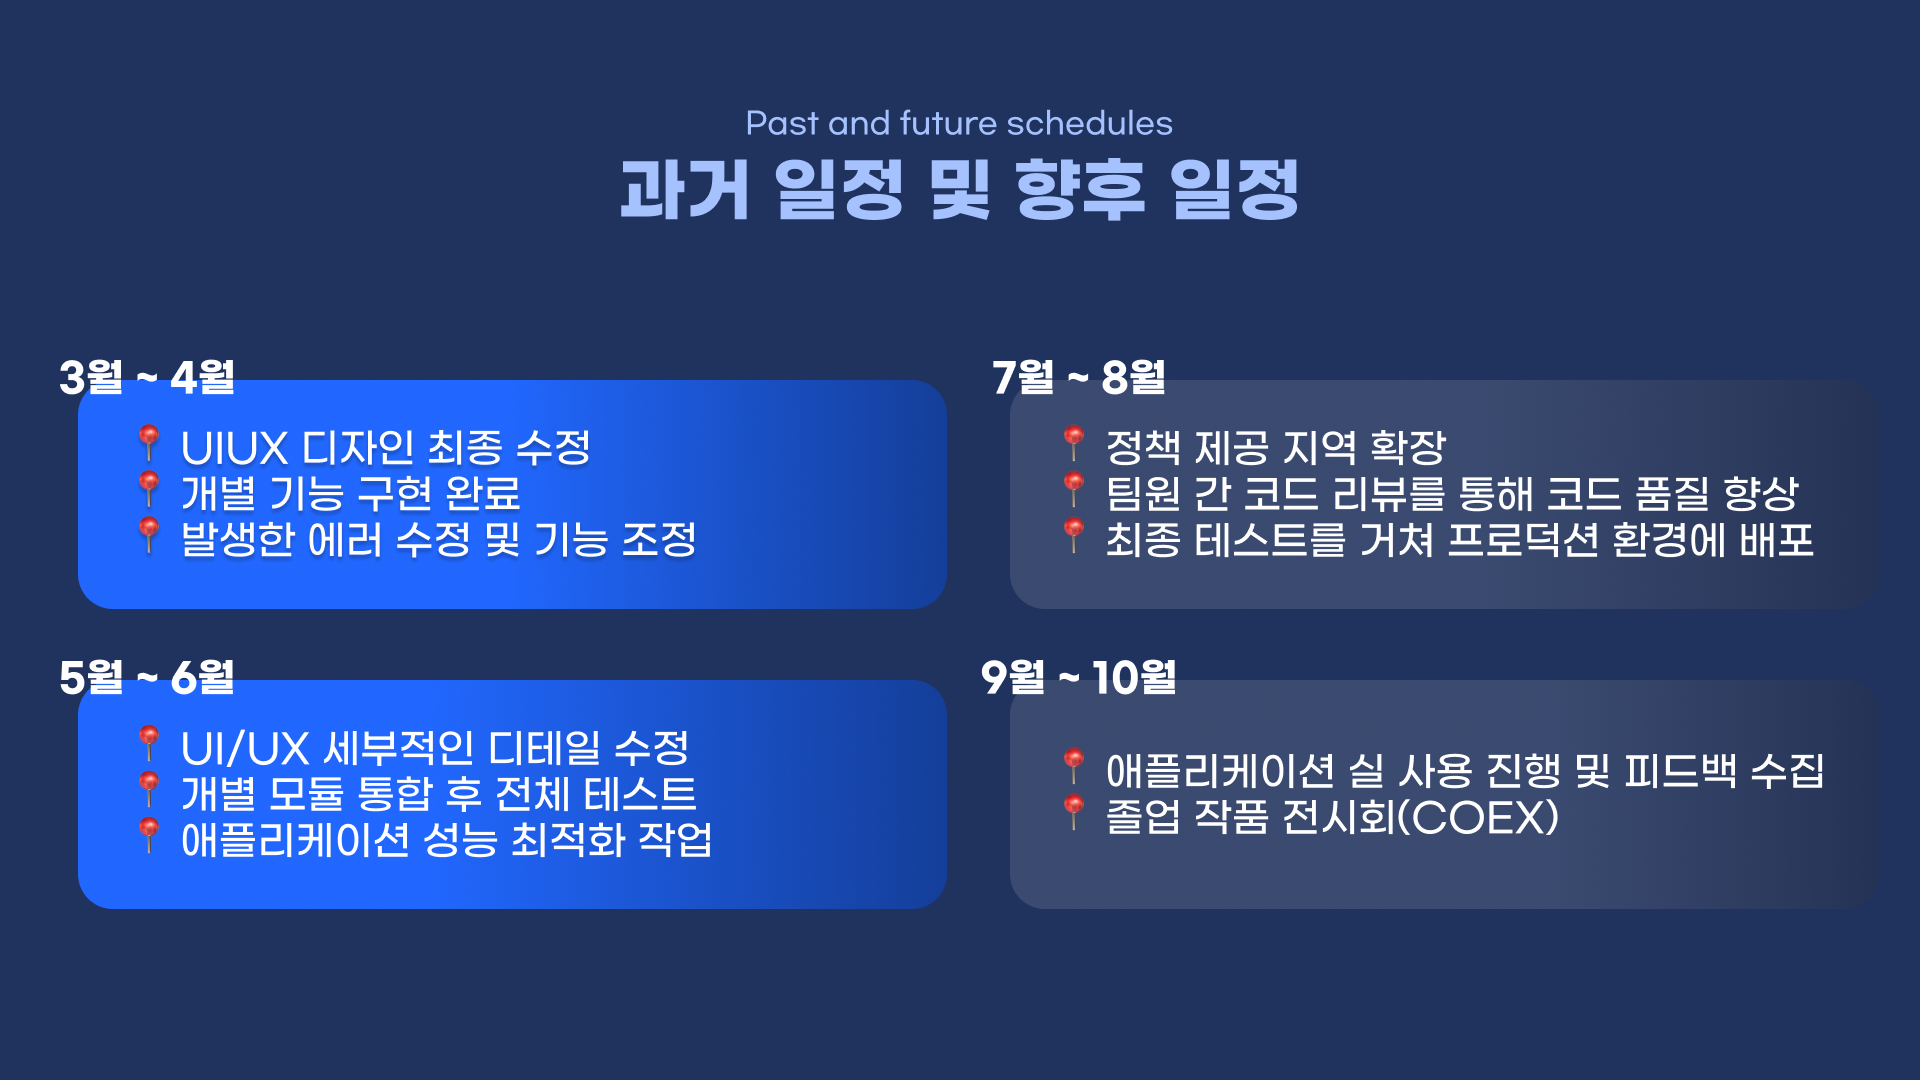 Past and future schedules
과거 일정 및 향후 일정
3월 ~ 4월
UIUX 디자인 최종 수정
개별 기능 구현 완료
발생한 에러 수정 및 기능 조정
5월 ~ 6월
UI/UX 세부적인 디테일 수정
개별 모듈 통합 후 전체 테스트
애플리케이션 성능 최적화 작업
7월 ~ 8월
정책 제공 지역 확장
팀원 간 코드 리뷰를 통해 코드 품질 향상
최종 테스트를 거쳐 프로덕션 환경에 배포
9월 ~ 10월
애플리케이션 실 사용 진행 및 피드백 수집
졸업 작품 전시회(COEX)